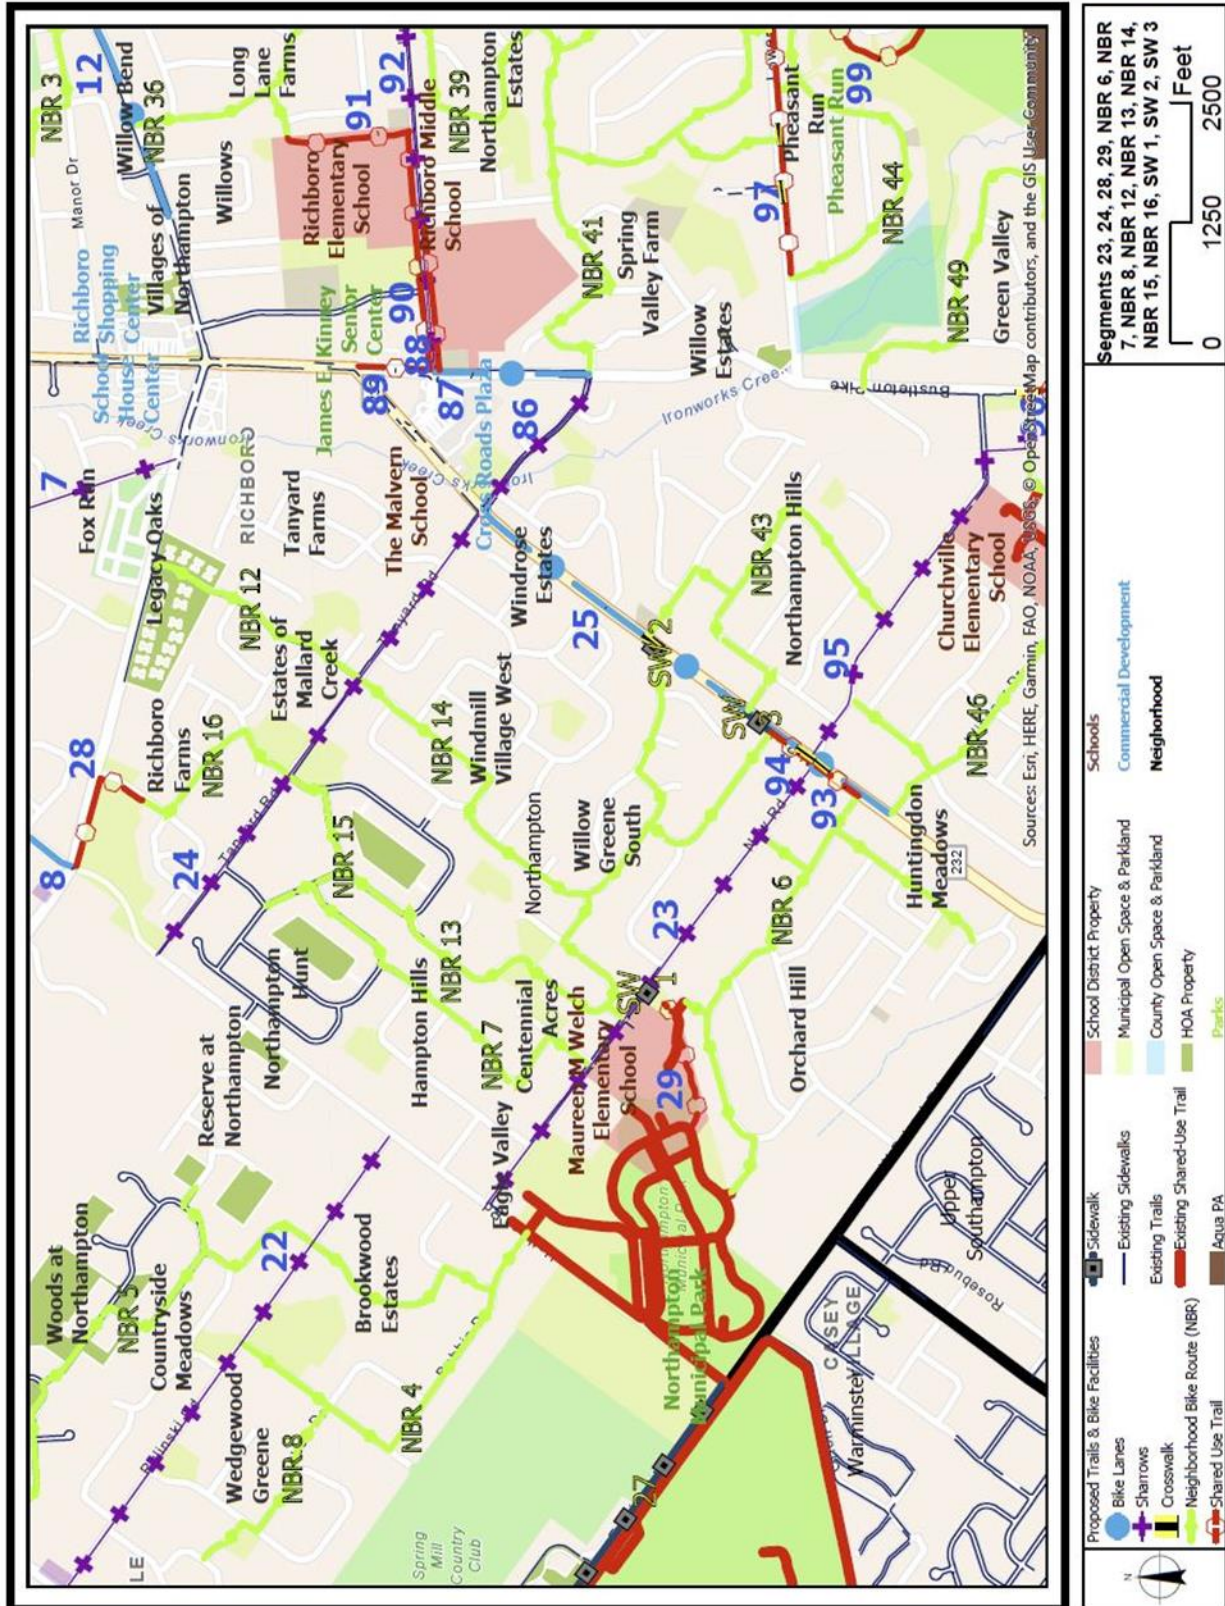 NBR 3
12
Willow Bend
NBR 36
Long
Lane
Farms
92
91
NBR 39
Northampton
Estates
Manor Dr
Willows
Villages of
Northampton
Richboro
Shopping
Center
School
House
Center
Richboro
Elementary
School
Richboro Middle
School
James E Kinney
Senior
Center
90
88
89
87
86
Cross Roads Plaza
NBR 41
Spring
Valley Farm
Willow
Estates
Pheasant
Run
Pheasant Run
97
99
NBR 44
NBR 49
Green Valley
Ironworks Creek
Bustleton Pike
7
Fox Run
Legacy Oaks
RICHBORO
Tanyard
Farms
The Malvern
School
NBR 12
Estates of
Mallard
Creek
Tanyard Rd
Windrose
Estates
25
SW 2
NBR 43
Northampton Hills
SW
3
95
94
93
Churchville
Elementary
School
NBR 46
28
8
Richboro
Farms
NBR 16
NBR 14
Windmill
Village West
24
Tanyard Rd
NBR 15
Northampton
Willow
Greene
South
New Rd
NBR 6
Huntingdon
Meadows
232
23
NBR 13
Northampton
Hunt
Hampton Hills
Reserve at
Northampton
NBR 7
Centennial
Acres
SW
1
Maureen M Welch
Elementary
School
29
Orchard Hill
Eagle Valley
Woods at
Northampton
NBR 5
Countryside
Meadows
22
Brookwood
Estates
Wedgewood
Greene
NBR 8
NBR 4
Northampton
Municipal Park
Upper
Southampton
Rosebud Rd
CASEY
VILLAGE
Warminster
27
Spring
Mill
Country
Club
LE
Sources: Esri, HERE, Garmin, FAO, NOAA, USGS, © OpenStreetMap contributors, and the GIS User Community
N
Proposed Trails & Bike Facilities
Bike Lanes
Sharrows
Crosswalk
Neighborhood Bike Route (NBR)
Shared Use Trail
Sidewalk
Existing Sidewalks
Existing Trails
Existing Shared-Use Trail
Aqua PA
School District Property
Municipal Open Space & Parkland
County Open Space & Parkland
HOA Property
Parks
Schools
Commercial Development
Neighborhood
Segments 23, 24, 28, 29, NBR 6, NBR
7, NBR 8, NBR 12, NBR 13, NBR 14,
NBR 15, NBR 16, SW 1, SW 2, SW 3
Feet
0 1250 2500